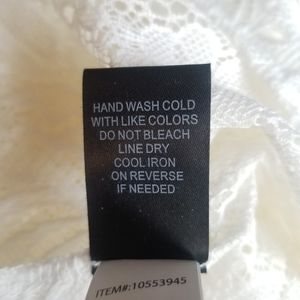 HAND WASH COLD
WITH LIKE COLORS
DO NOT BLEACH
LINE DRY
COOL IRON
ON REVERSE
IF NEEDED
ITEM#:10553945